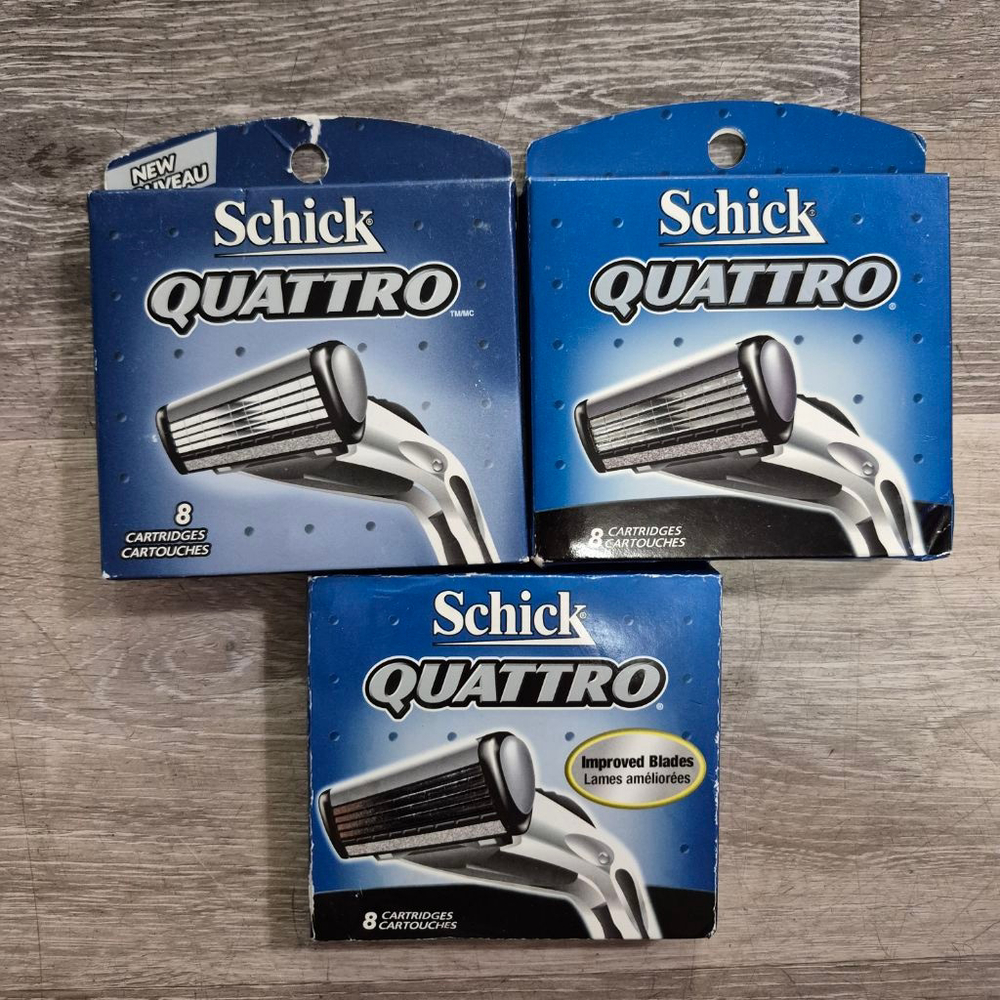 NEW
Schick®
QUATTRO
TM/MC
8
CARTRIDGES
CARTOUCHES
Schick®
QUATTRO®
8 CARTRIDGES
CARTOUCHES
Schick®
QUATTRO®
Improved Blades
Lames améliorées
8 CARTRIDGES
CARTOUCHES